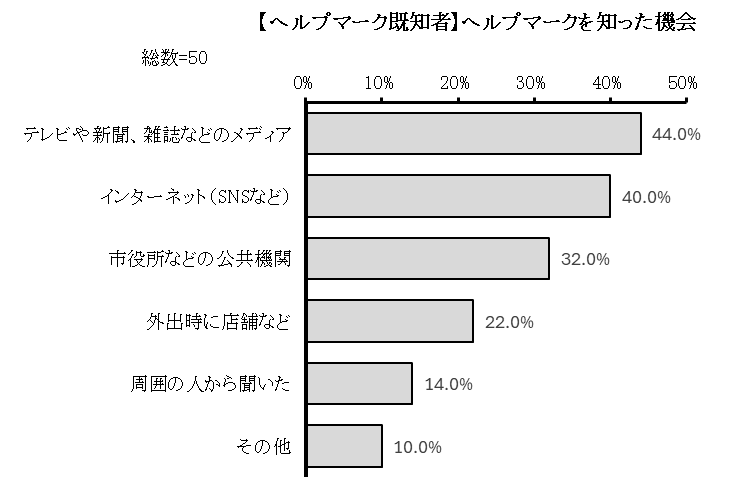 【ヘルプマーク既知者】ヘルプマークを知った機会
総数=50
0% 10% 20% 30% 40% 50%
テレビや新聞、雑誌などのメディア 44.0%
インターネット（SNSなど） 40.0%
市役所などの公共機関 32.0%
外出時に店舗など 22.0%
周囲の人から聞いた 14.0%
その他 10.0%